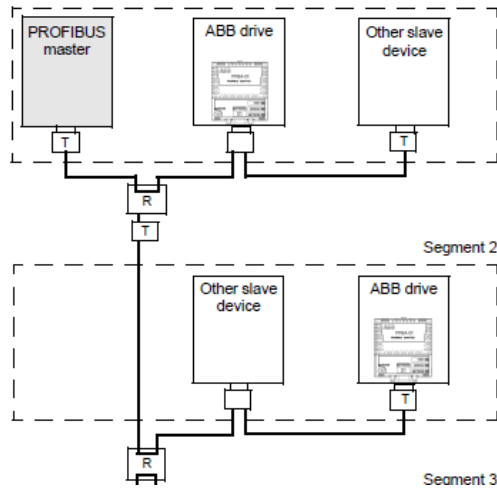 PROFIBUS
master
ABB drive
Other slave
device
T
T
R
T
Segment 2
Other slave
device
ABB drive
T
R
Segment 3